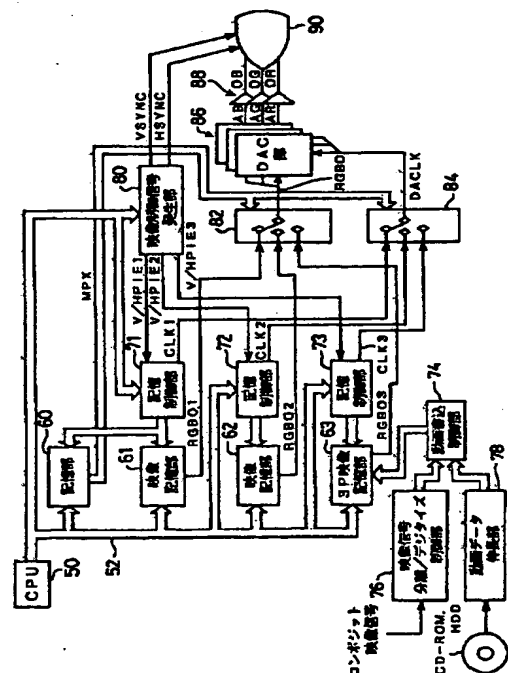 CPU
50
52
MPX
60
記憶部
61
映像
記憶部
71
記憶
制御部
V/HPIE1
V/HPIE2
V/HPIE3
CLK1
RGBO1
80
映像制御信号
発生部
VSYNC
HSYNC
62
映像
記憶部
72
記憶
制御部
CLK2
RGBO2
63
3P映像
記憶部
73
記憶
制御部
CLK3
RGBO3
82
84
DACLK
RGBO
86
DAC
部
AB
AG
AR
88
OB
OG
OR
90
74
動画書込
制御部
76
映像信号
分離/デジタイズ
制御部
78
動画データ
伸長部
コンポジット
映像信号
CD-ROM,
HDD